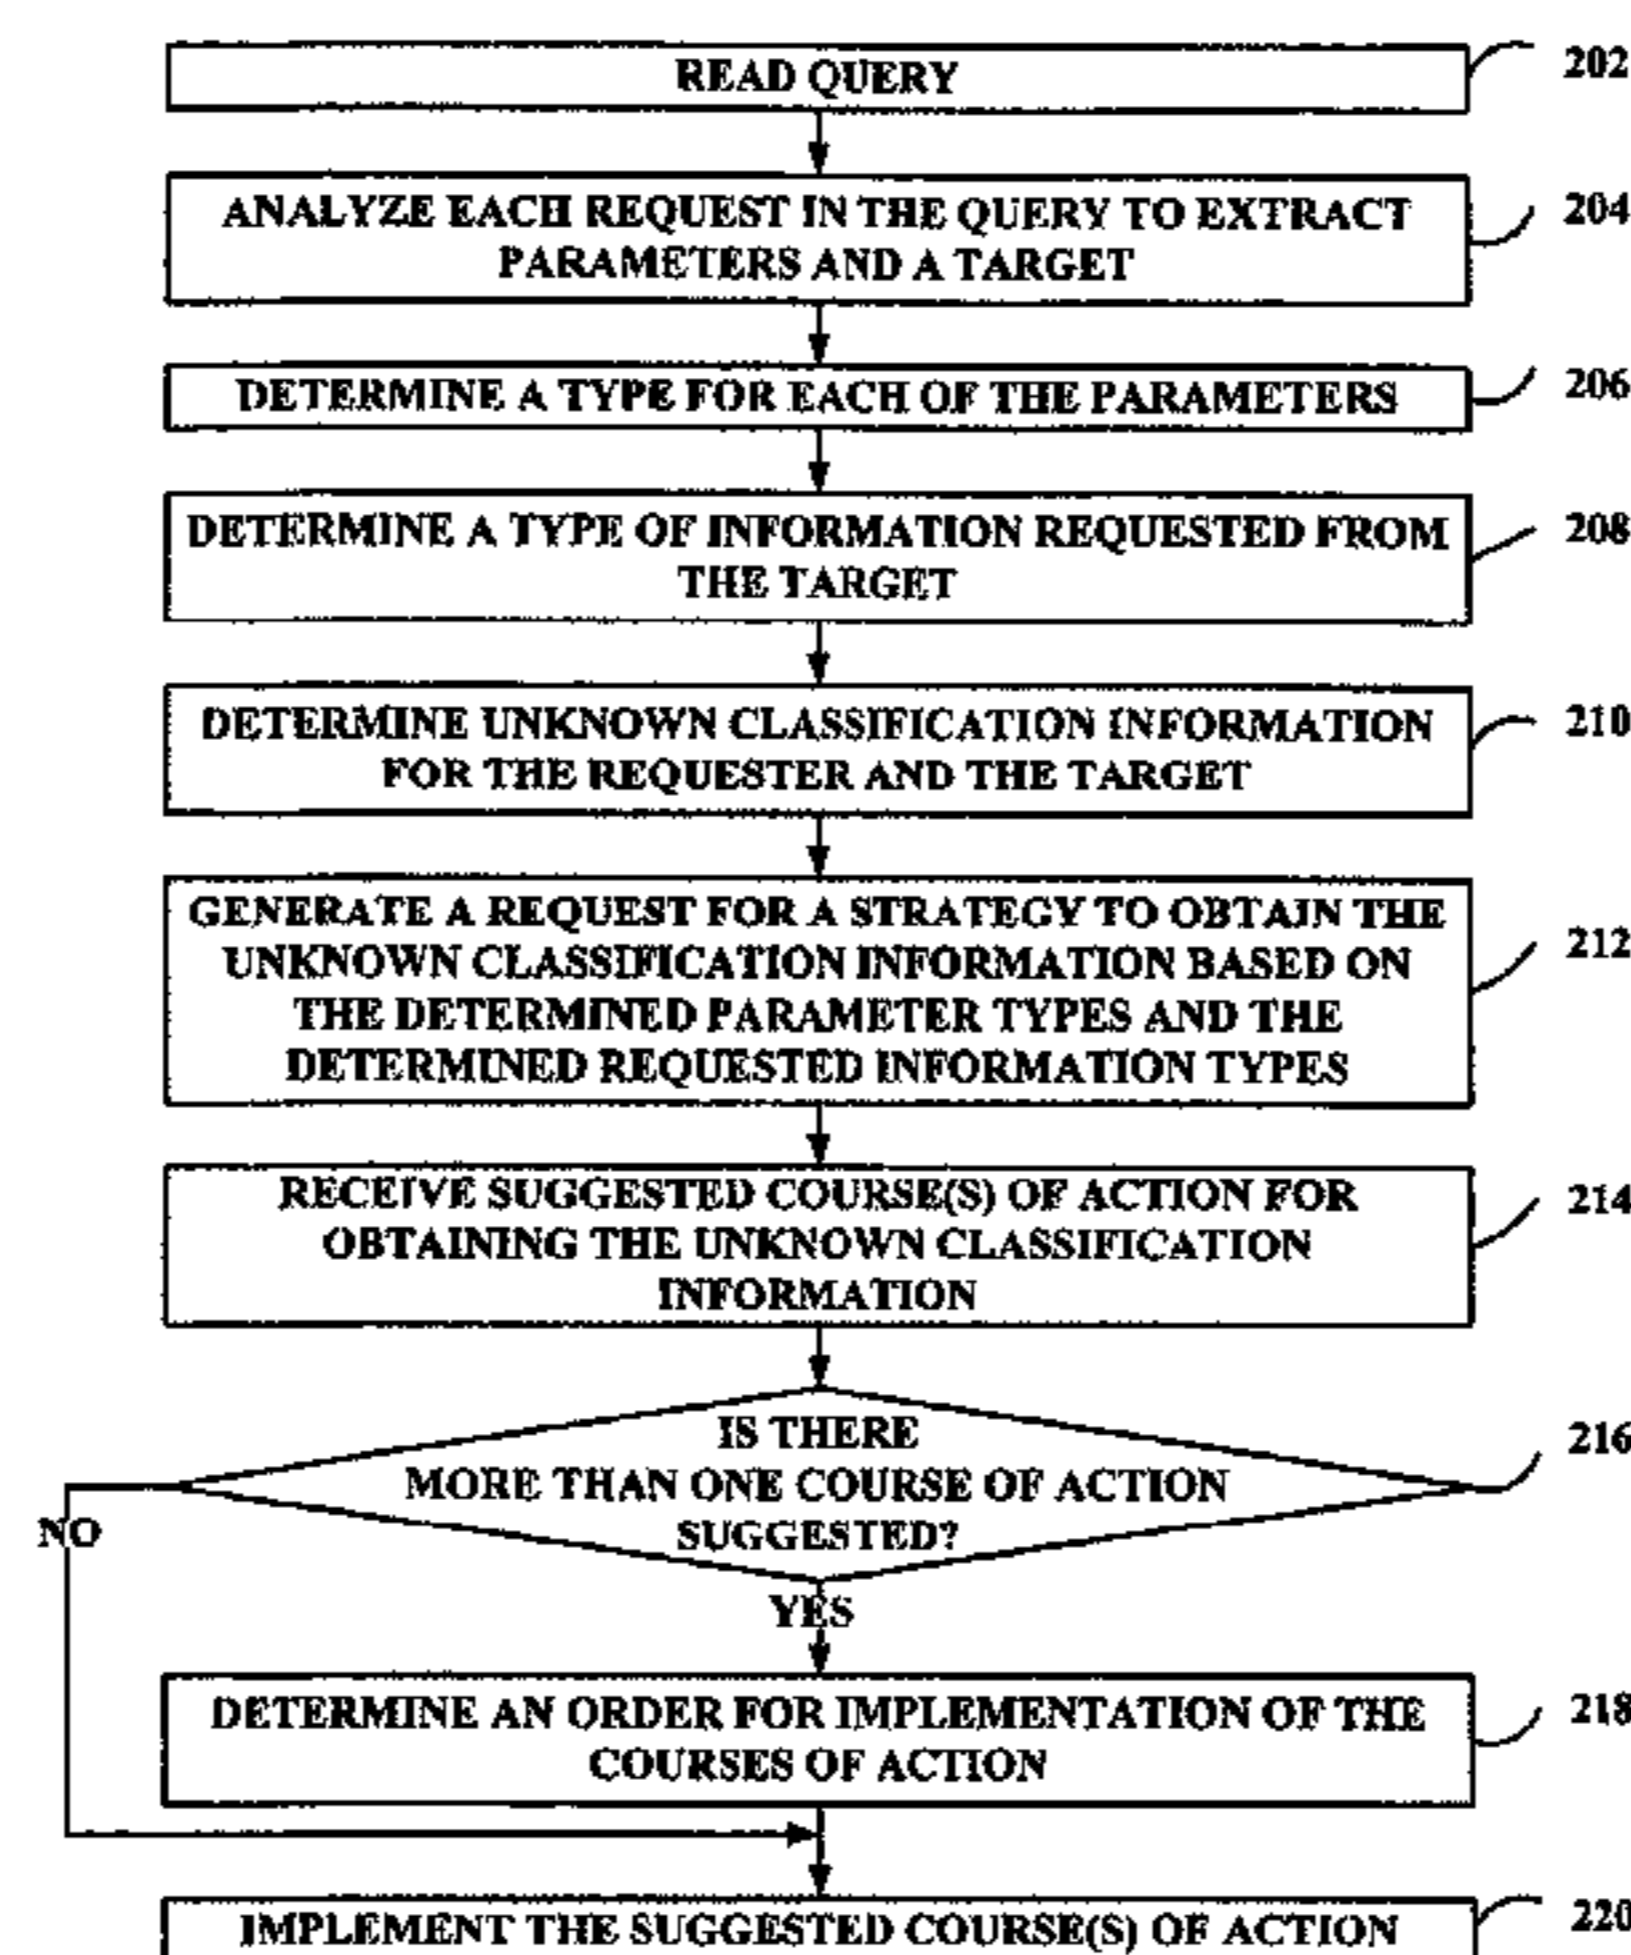 READ QUERY
202
ANALYZE EACH REQUEST IN THE QUERY TO EXTRACT
PARAMETERS AND A TARGET
204
DETERMINE A TYPE FOR EACH OF THE PARAMETERS
206
DETERMINE A TYPE OF INFORMATION REQUESTED FROM
THE TARGET
208
DETERMINE UNKNOWN CLASSIFICATION INFORMATION
FOR THE REQUESTER AND THE TARGET
210
GENERATE A REQUEST FOR A STRATEGY TO OBTAIN THE
UNKNOWN CLASSIFICATION INFORMATION BASED ON
THE DETERMINED PARAMETER TYPES AND THE
DETERMINED REQUESTED INFORMATION TYPES
212
RECEIVE SUGGESTED COURSE(S) OF ACTION FOR
OBTAINING THE UNKNOWN CLASSIFICATION
INFORMATION
214
IS THERE
MORE THAN ONE COURSE OF ACTION
SUGGESTED?
216
NO
YES
DETERMINE AN ORDER FOR IMPLEMENTATION OF THE
COURSES OF ACTION
218
IMPLEMENT THE SUGGESTED COURSE(S) OF ACTION
220